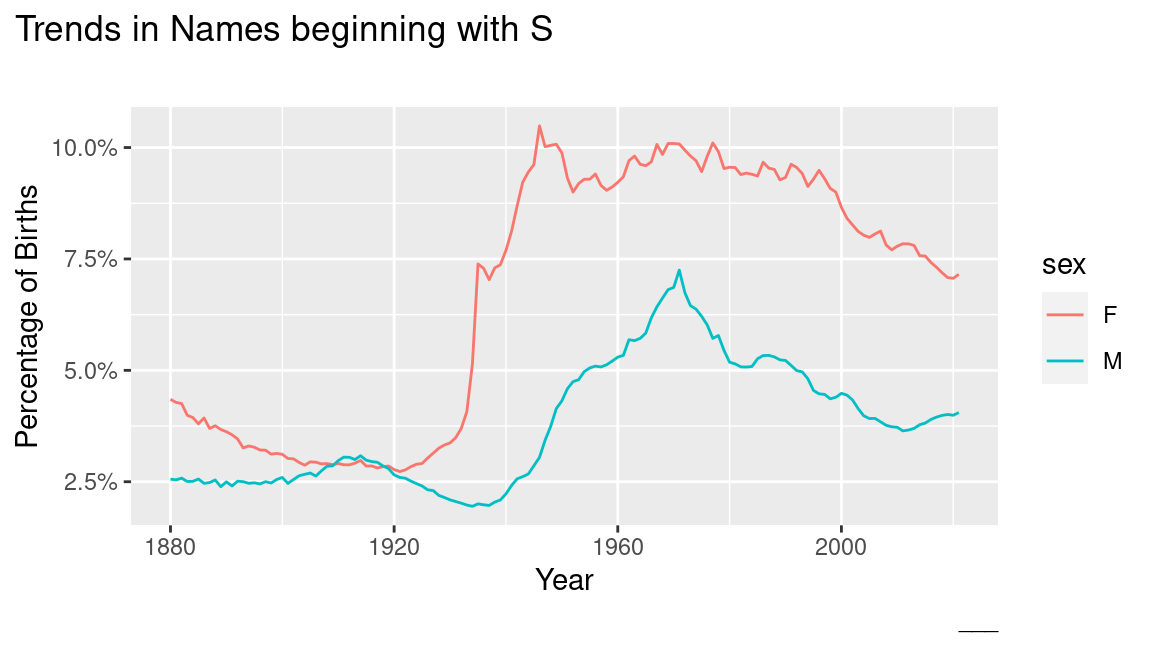 Trends in Names beginning with S
Percentage of Births
10.0%
7.5%
5.0%
2.5%
1880 1920 1960 2000
Year
sex
F
M
___